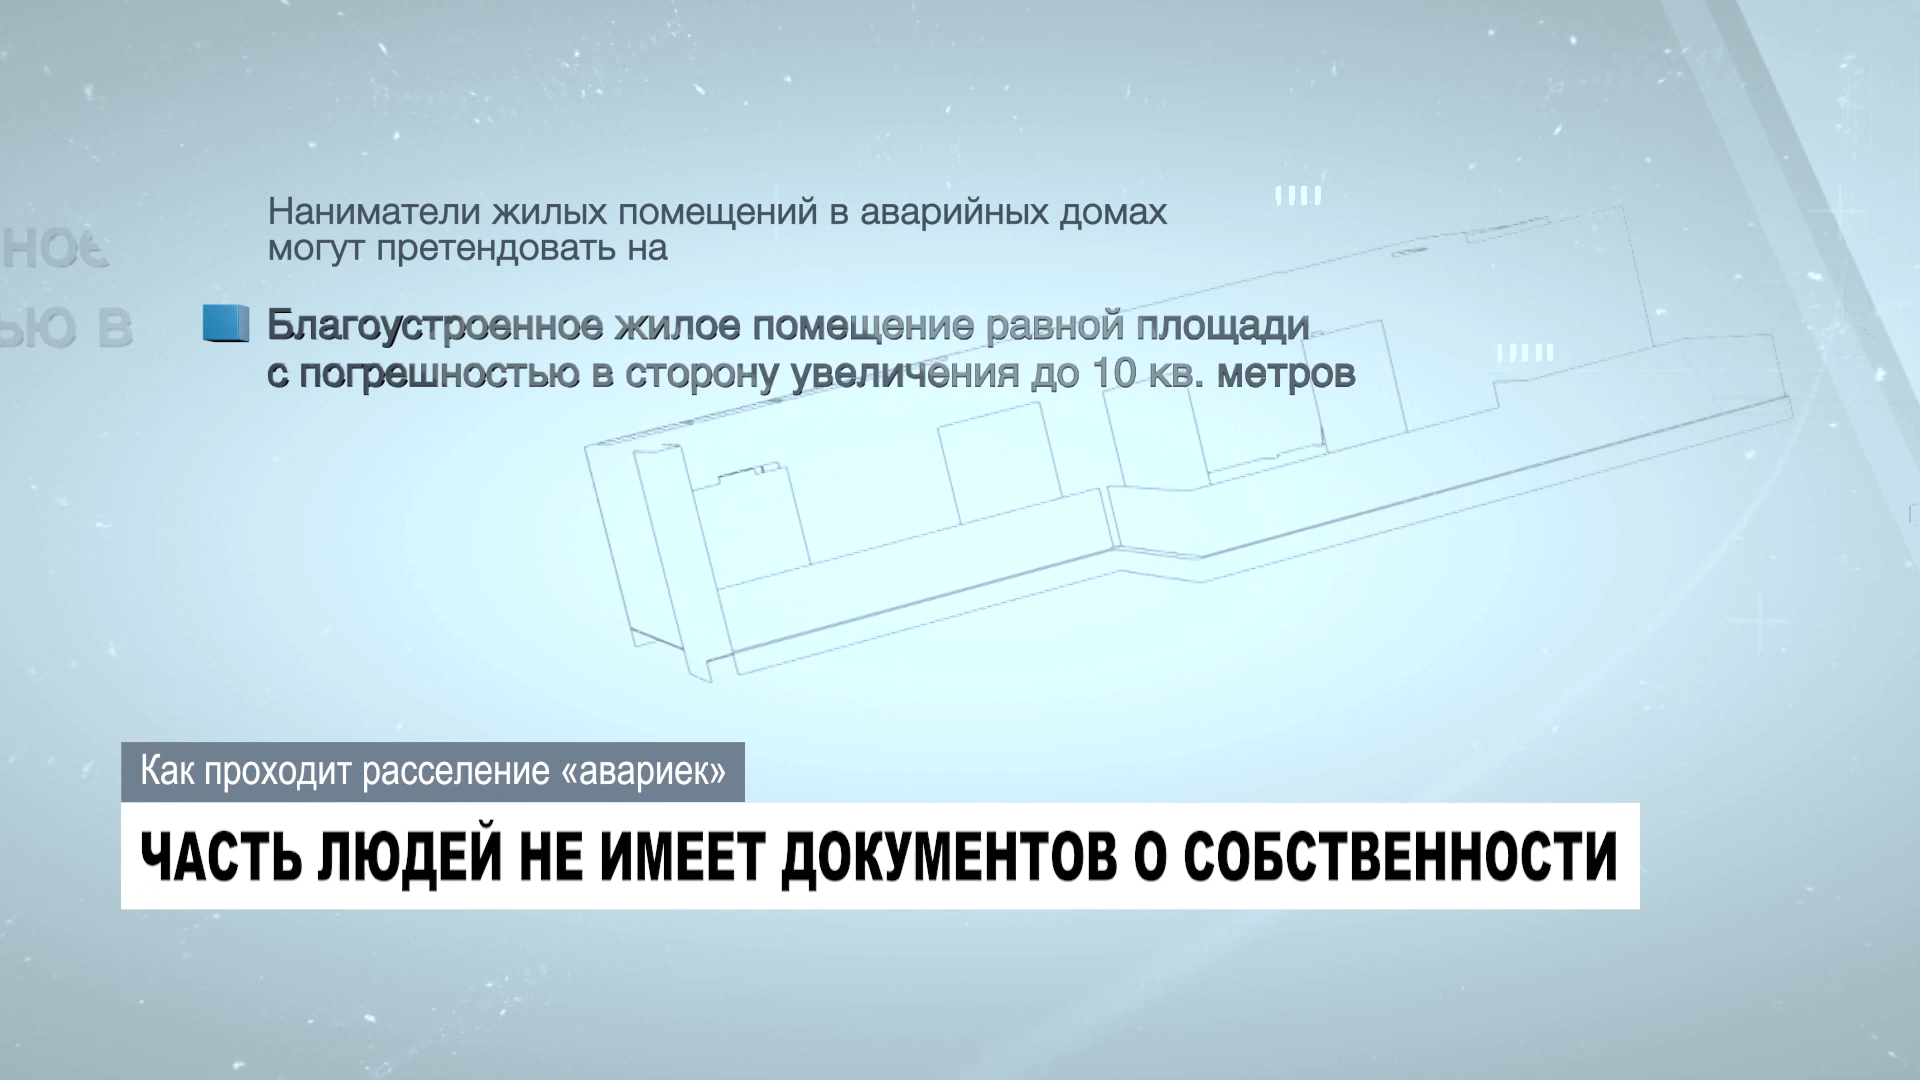 Наниматели жилых помещений в аварийных домах
могут претендовать на
Благоустроенное жилое помещение равной площади
с погрешностью в сторону увеличения до 10 кв. метров
Как проходит расселение «авариек»
ЧАСТЬ ЛЮДЕЙ НЕ ИМЕЕТ ДОКУМЕНТОВ О СОБСТВЕННОСТИ